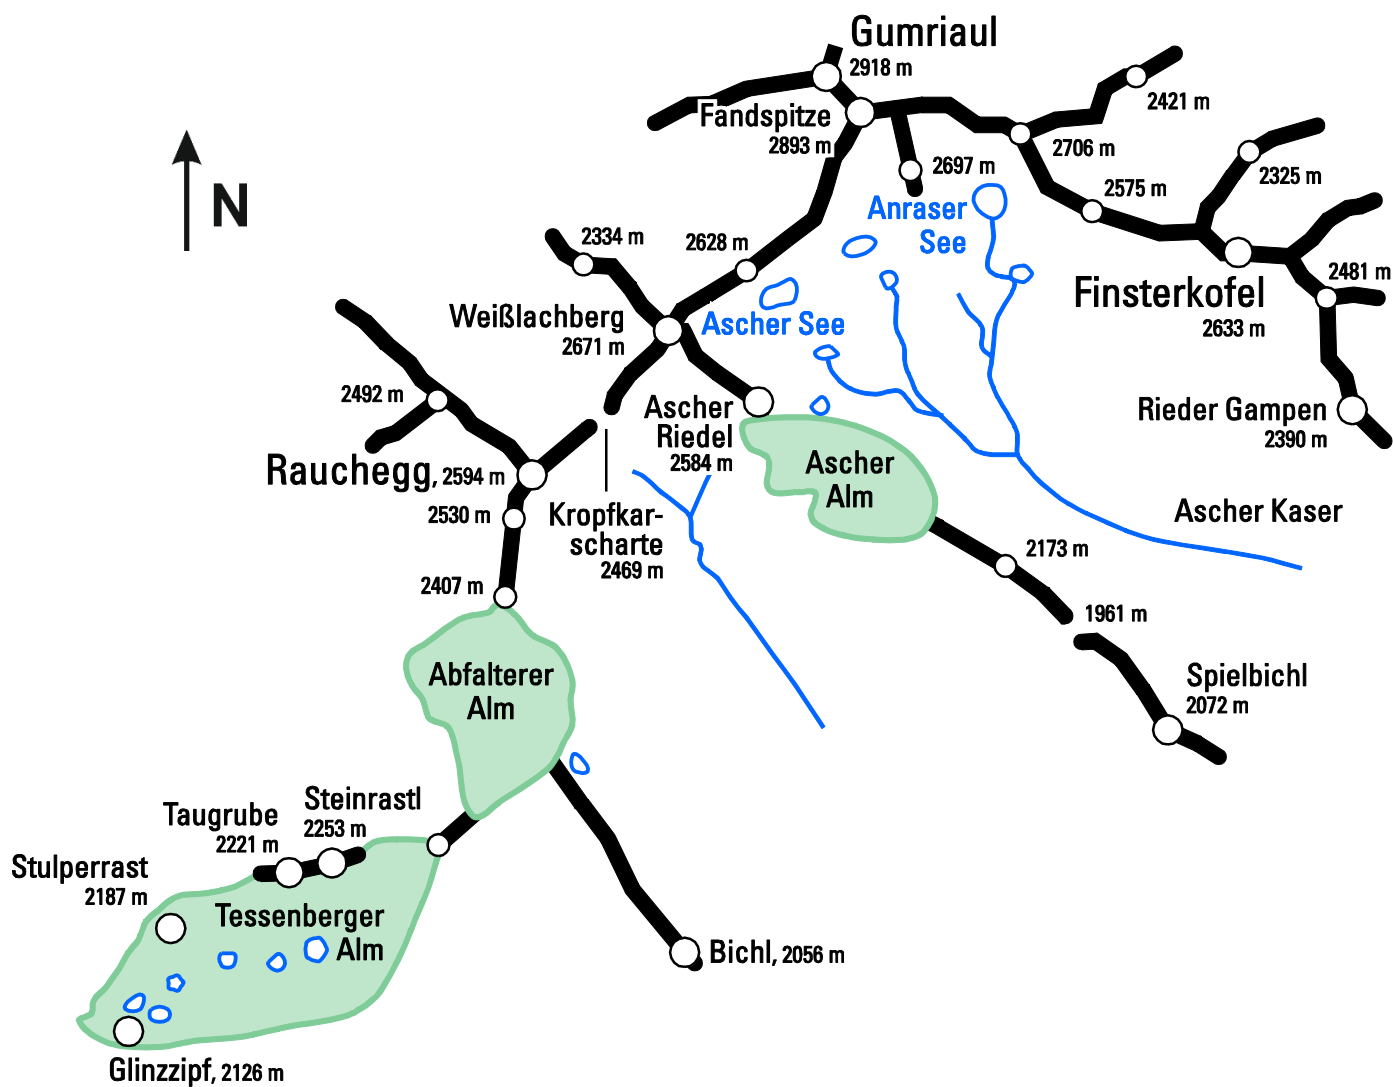 Gumriaul
2918 m
2421 m
Fandspitze
2893 m
2706 m
2697 m
2325 m
2575 m
N
Anraser
See
2334 m
2628 m
2481 m
Finsterkofel
2633 m
Weißlachberg
2671 m
Ascher See
2492 m
Ascher
Riedel
2584 m
Rieder Gampen
2390 m
Rauchegg, 2594 m
2530 m
Ascher
Alm
Kropfkar-
scharte
2469 m
Ascher Kaser
2173 m
2407 m
1961 m
Abfalterer
Alm
Spielbichl
2072 m
Steinrastl
2253 m
Taugrube
2221 m
Stulperrast
2187 m
Tessenberger
Alm
Bichl, 2056 m
Glinzzipf, 2126 m